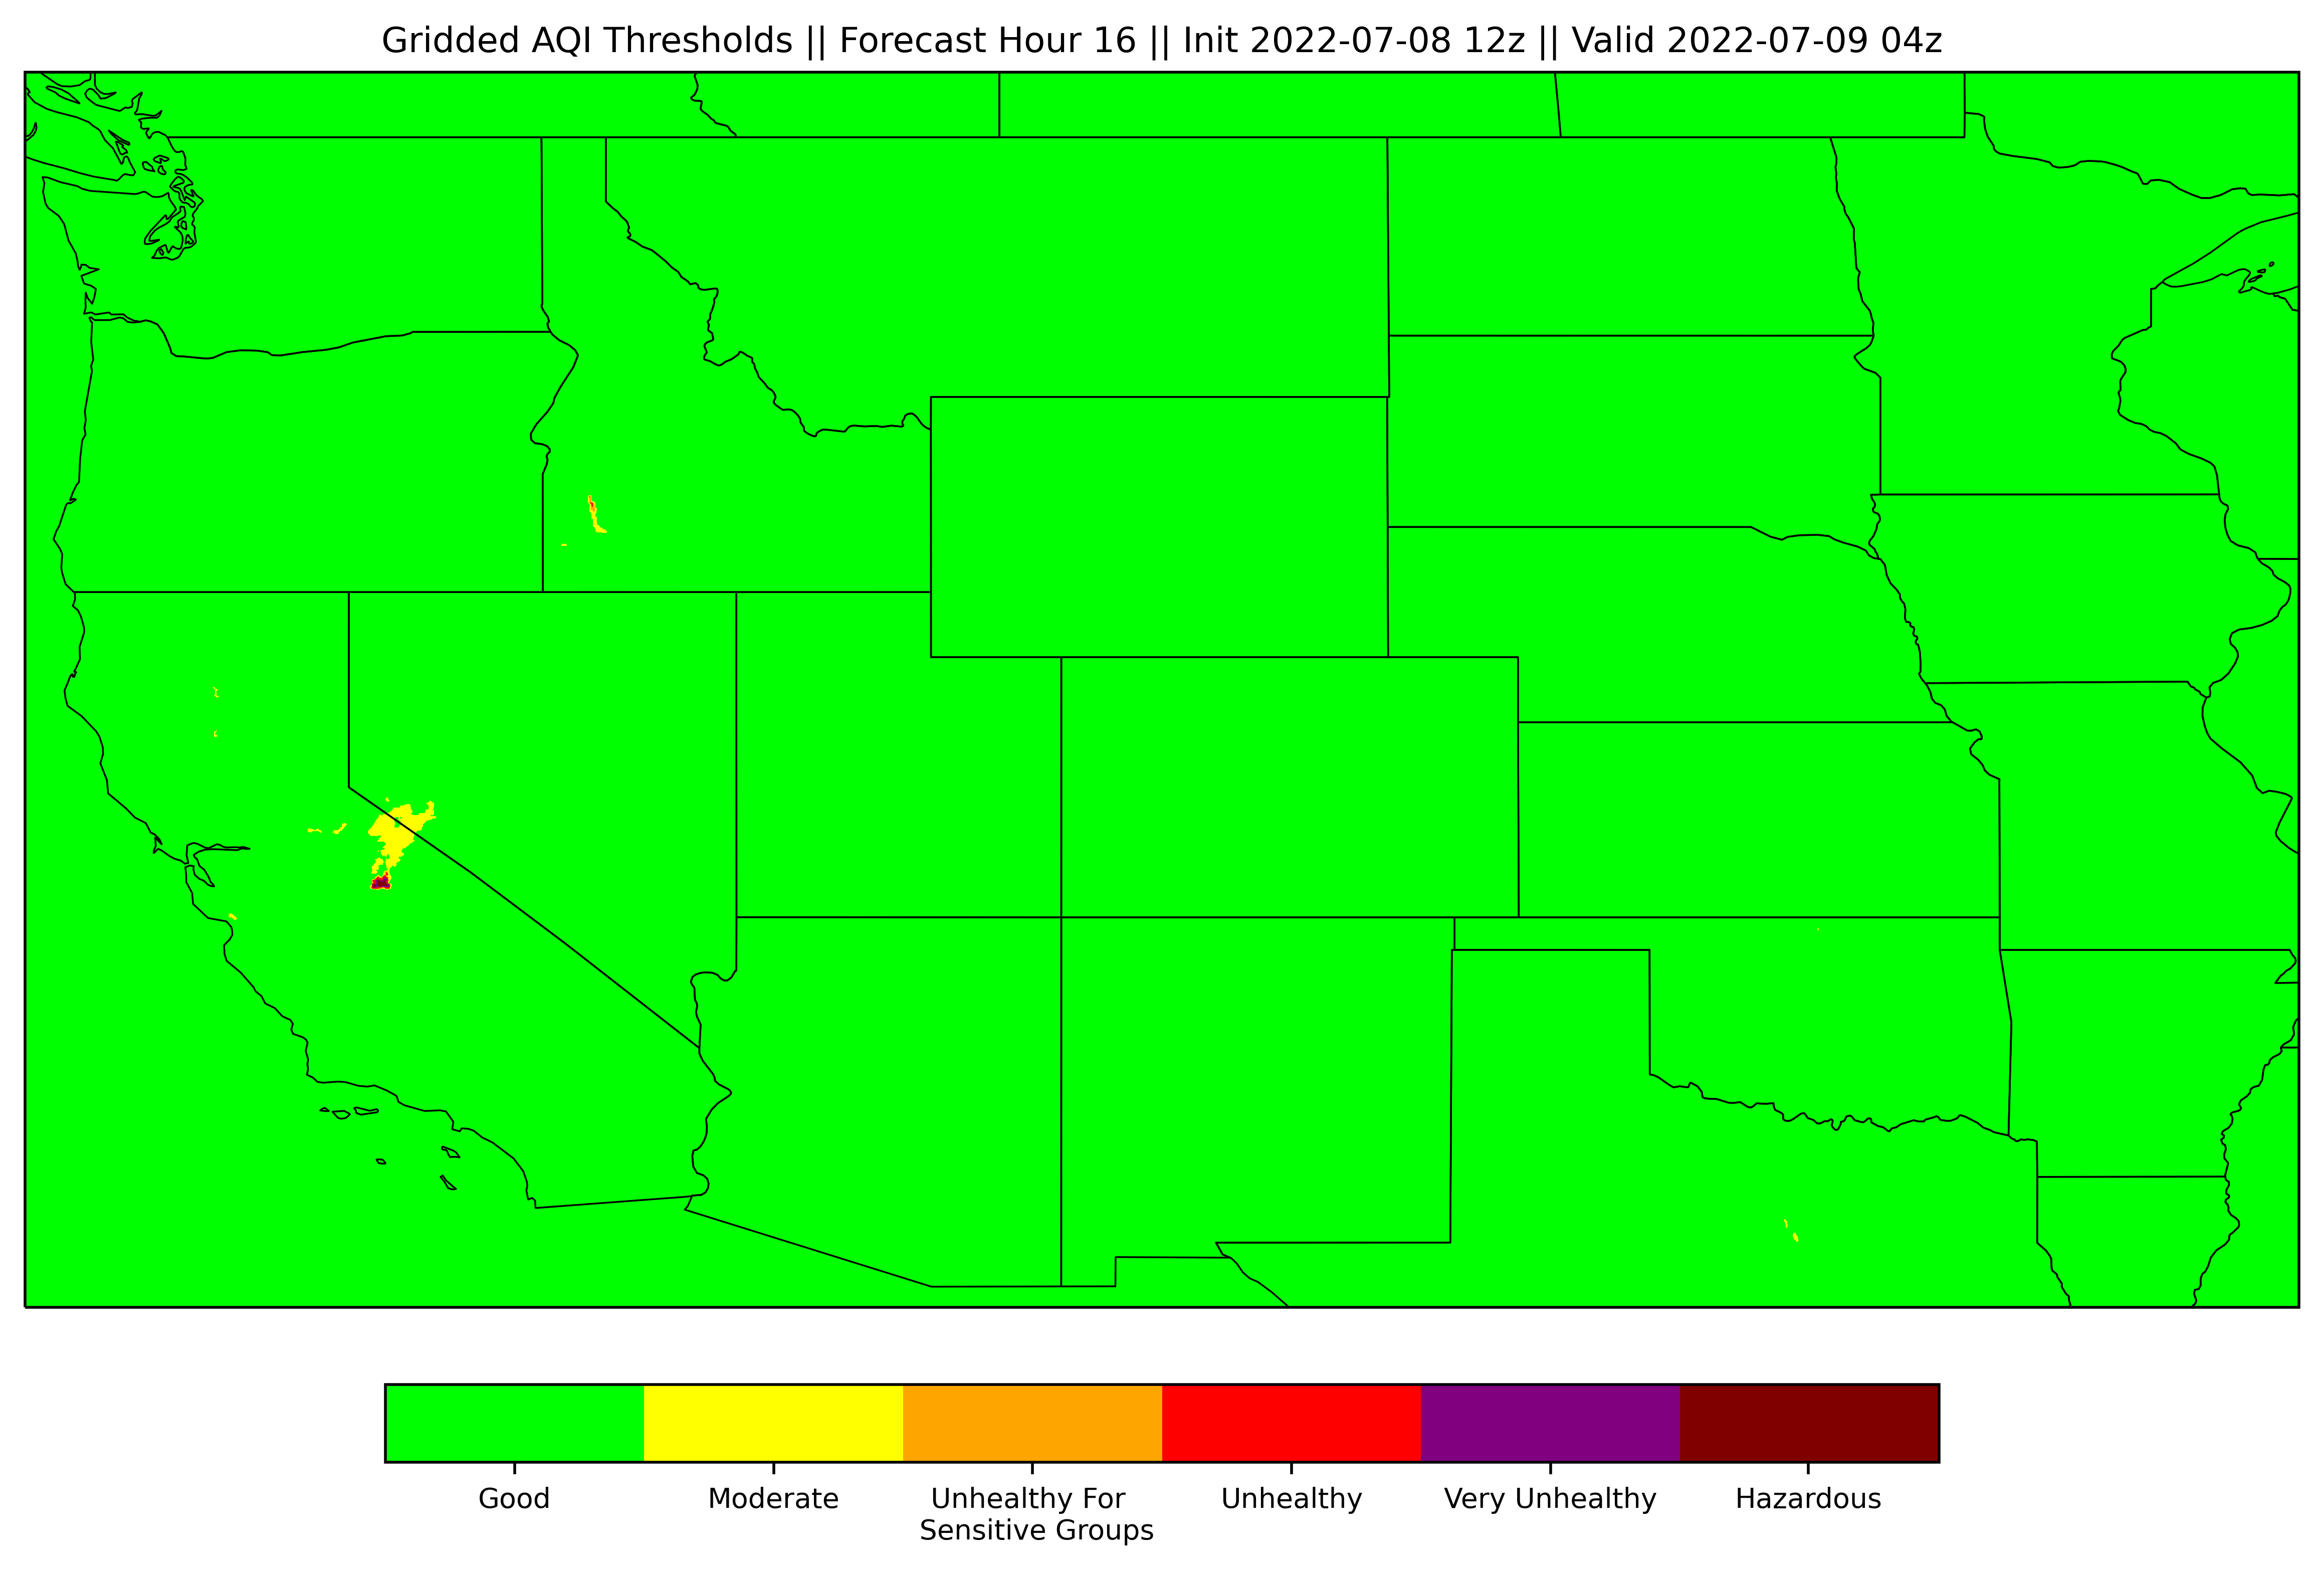 Gridded AQI Thresholds || Forecast Hour 16 || Init 2022-07-08 12z || Valid 2022-07-09 04z
Good
Moderate
Unhealthy For
Sensitive Groups
Unhealthy
Very Unhealthy
Hazardous